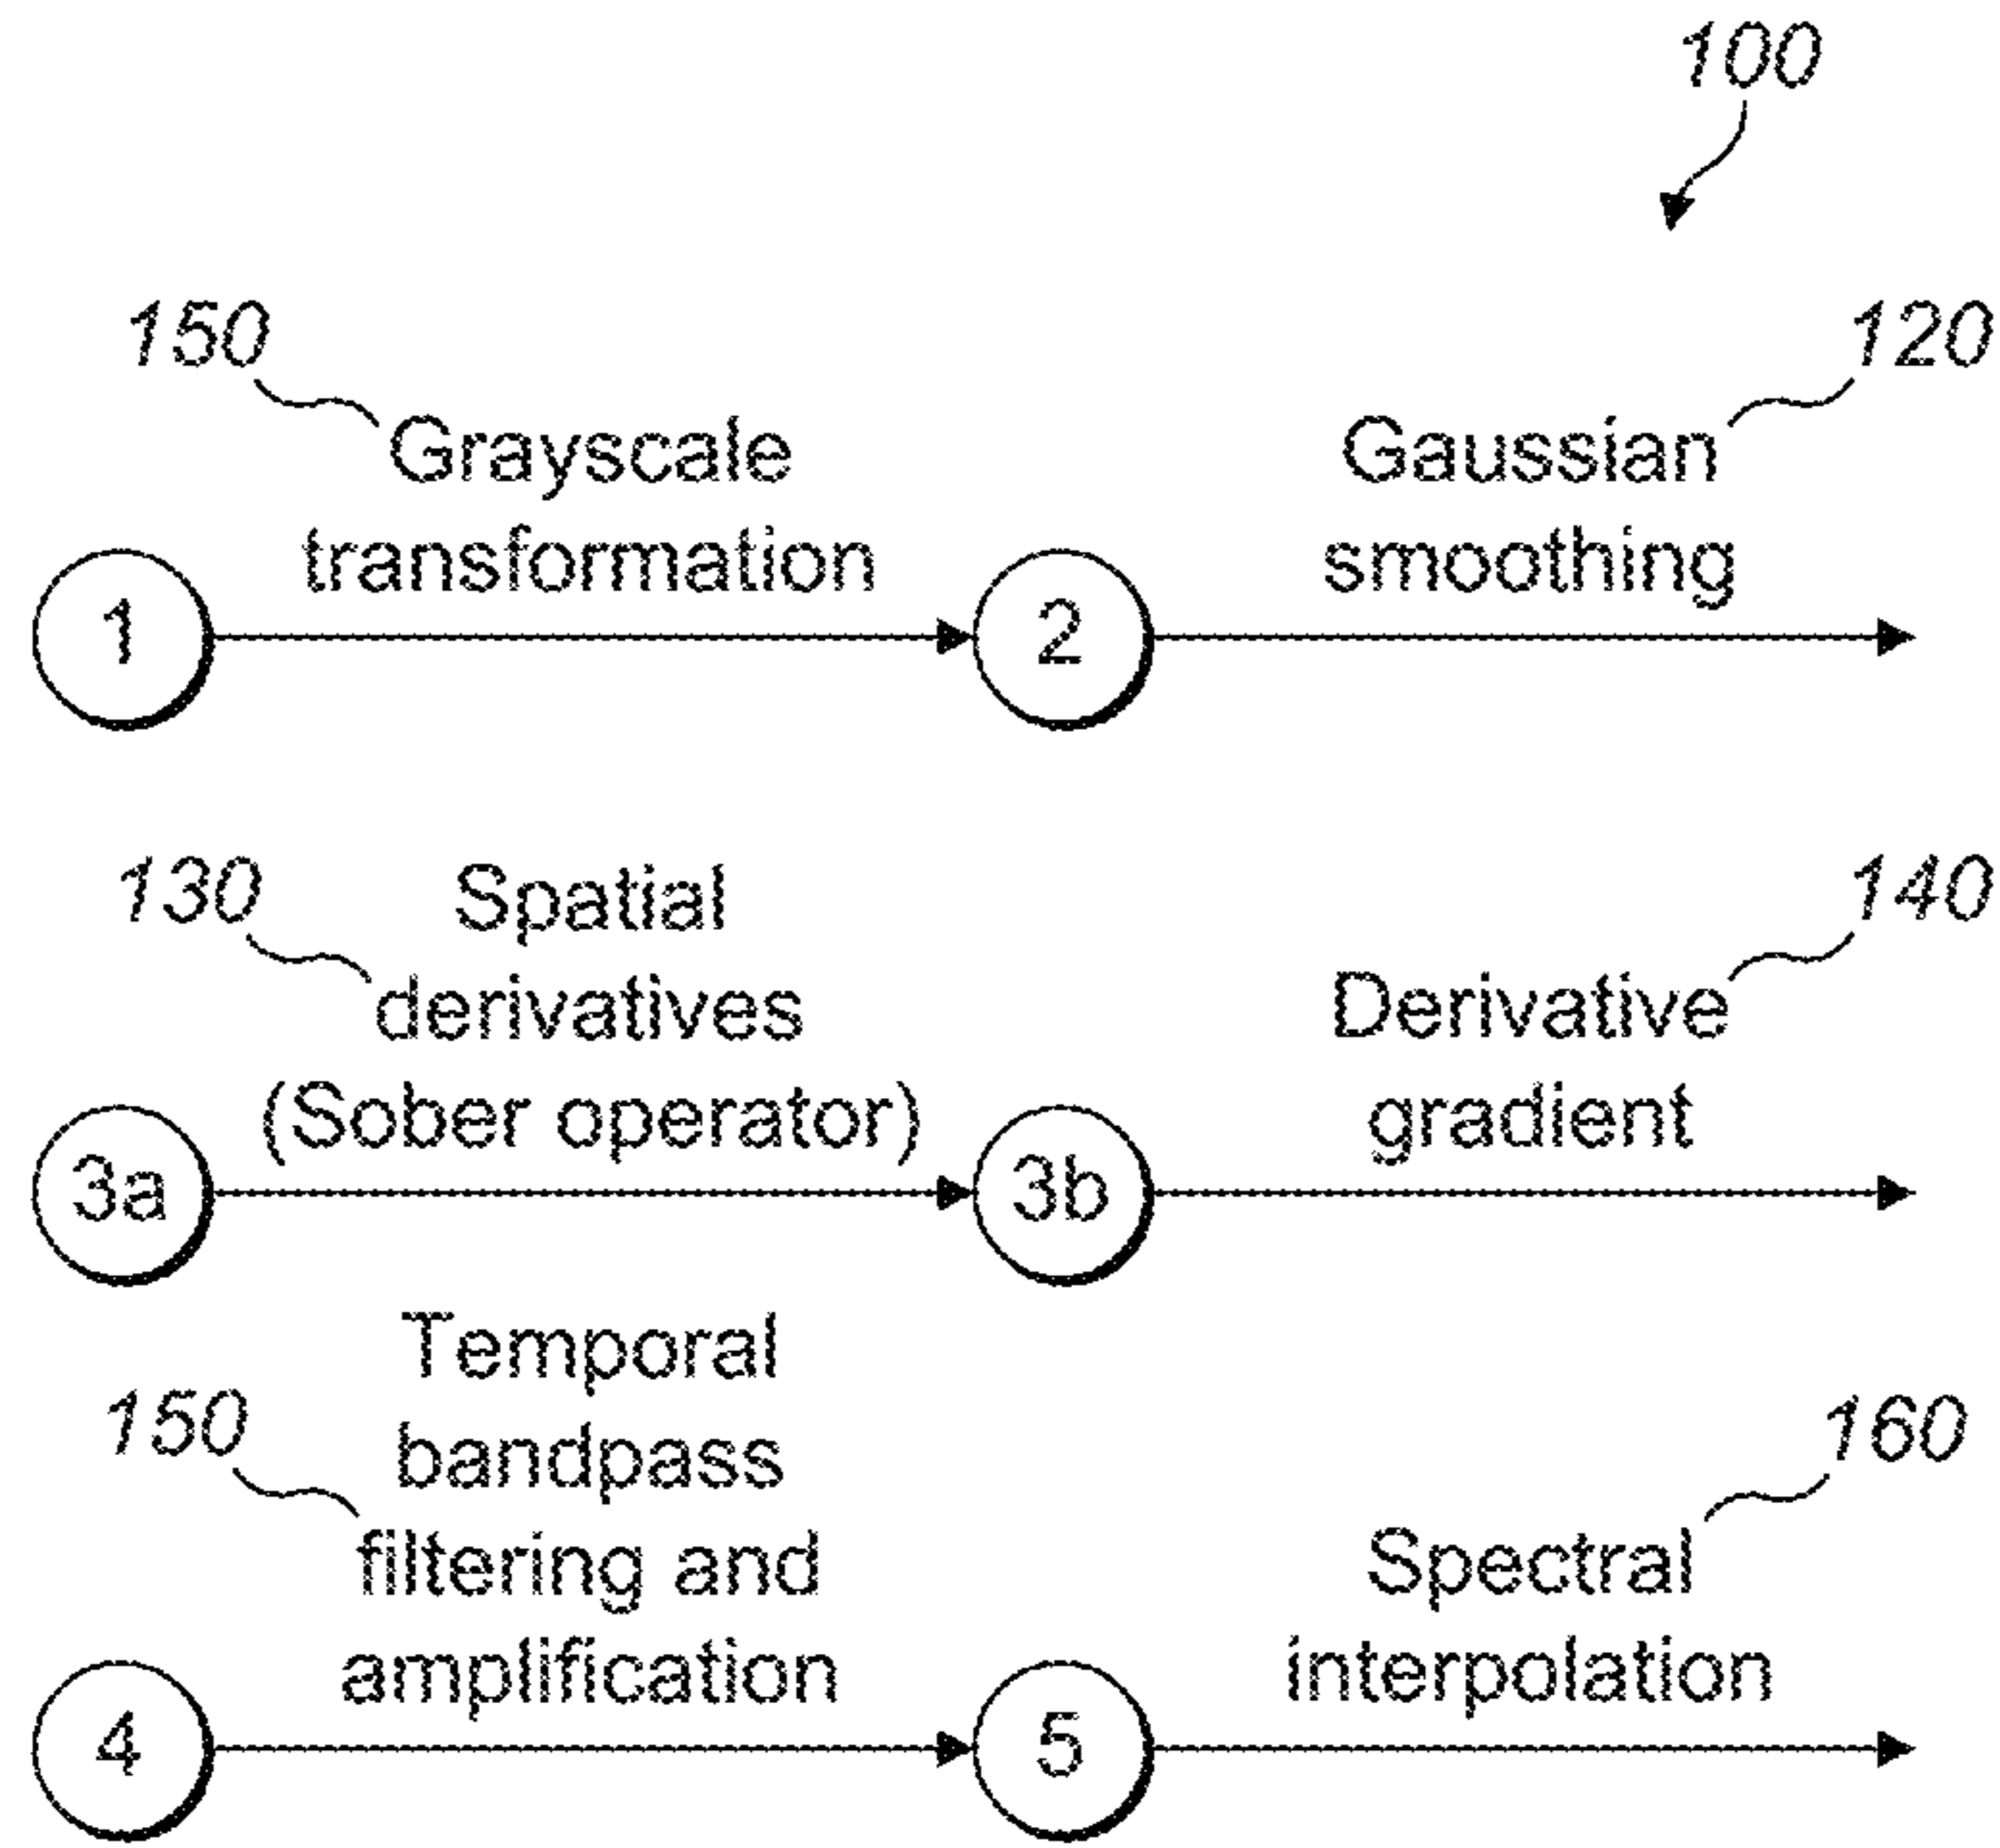 100
150
120
Grayscale
transformation
Gaussian
smoothing
1
2
130
140
Spatial
derivatives
(Sober operator)
Derivative
gradient
3a
3b
150
160
Temporal
bandpass
filtering and
amplification
Spectral
interpolation
4
5